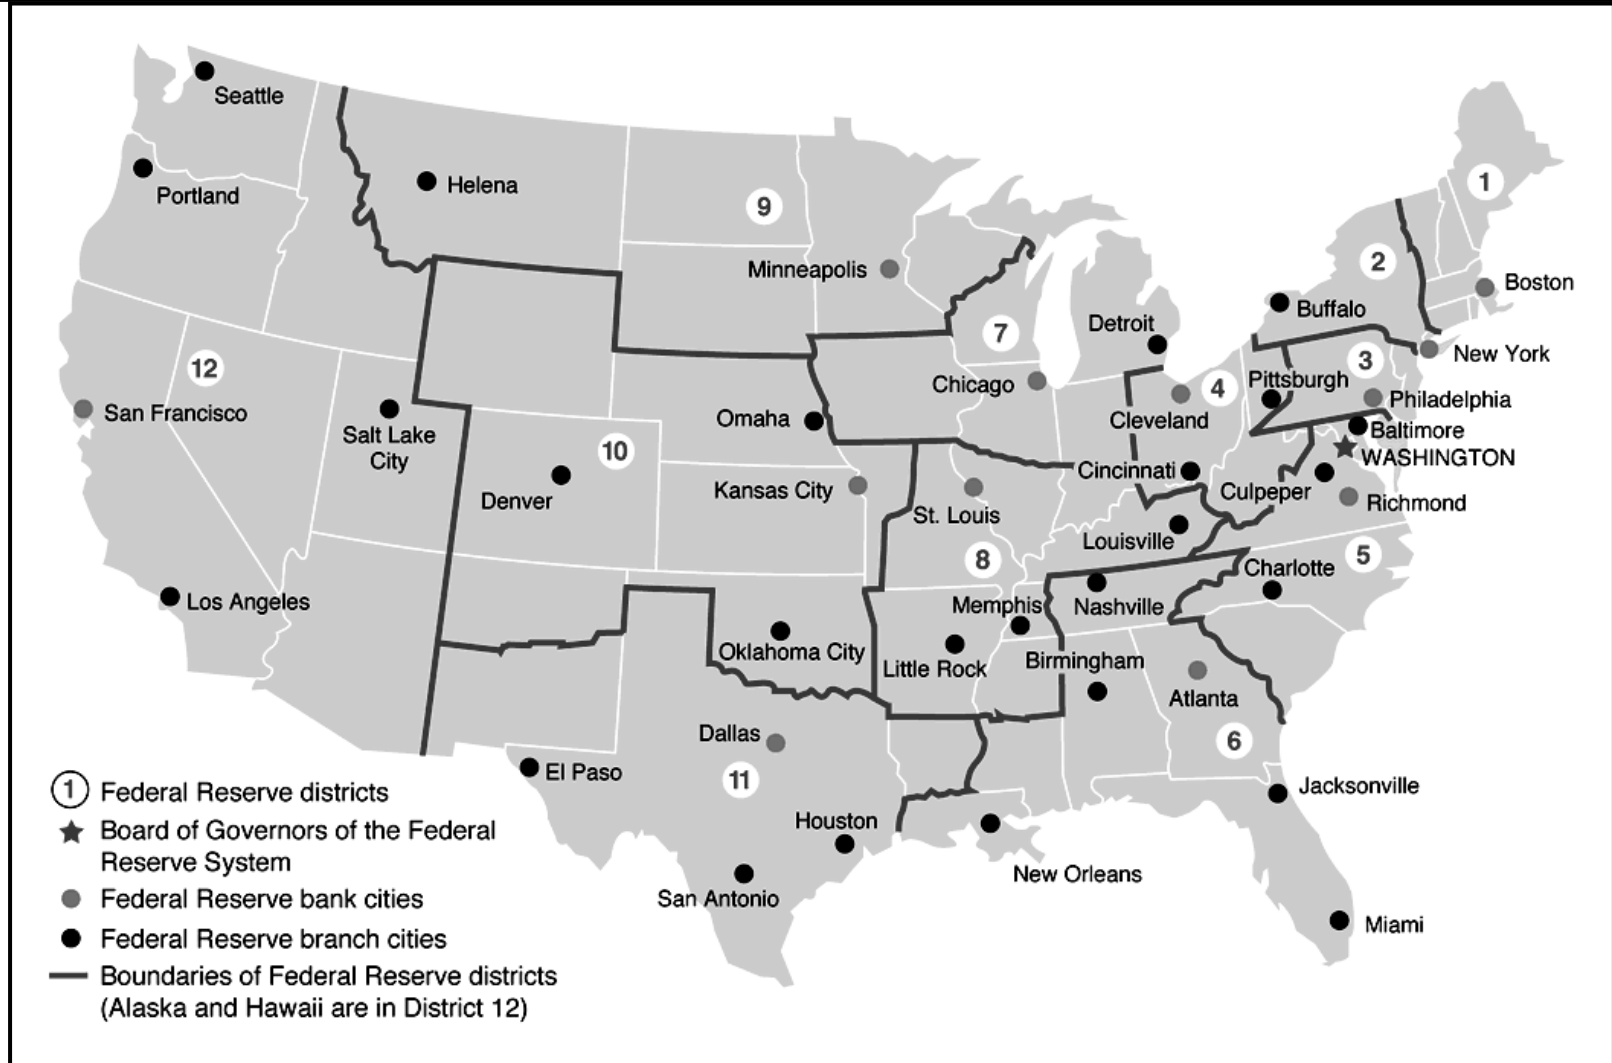 Seattle
Portland
Helena
9
1
2
Minneapolis
Boston
Buffalo
Detroit
7
12
New York
3
4
Pittsburgh
Chicago
Philadelphia
San Francisco
Cleveland
Omaha
Baltimore
Salt Lake
City
10
WASHINGTON
Cincinnati
Denver
Kansas City
Culpeper
Richmond
St. Louis
Louisville
8
5
Charlotte
Los Angeles
Memphis
Nashville
Oklahoma City
Little Rock
Birmingham
Atlanta
Dallas
6
El Paso
11
Jacksonville
Houston
New Orleans
San Antonio
Miami
1 Federal Reserve districts
Board of Governors of the Federal
Reserve System
Federal Reserve bank cities
Federal Reserve branch cities
Boundaries of Federal Reserve districts
(Alaska and Hawaii are in District 12)